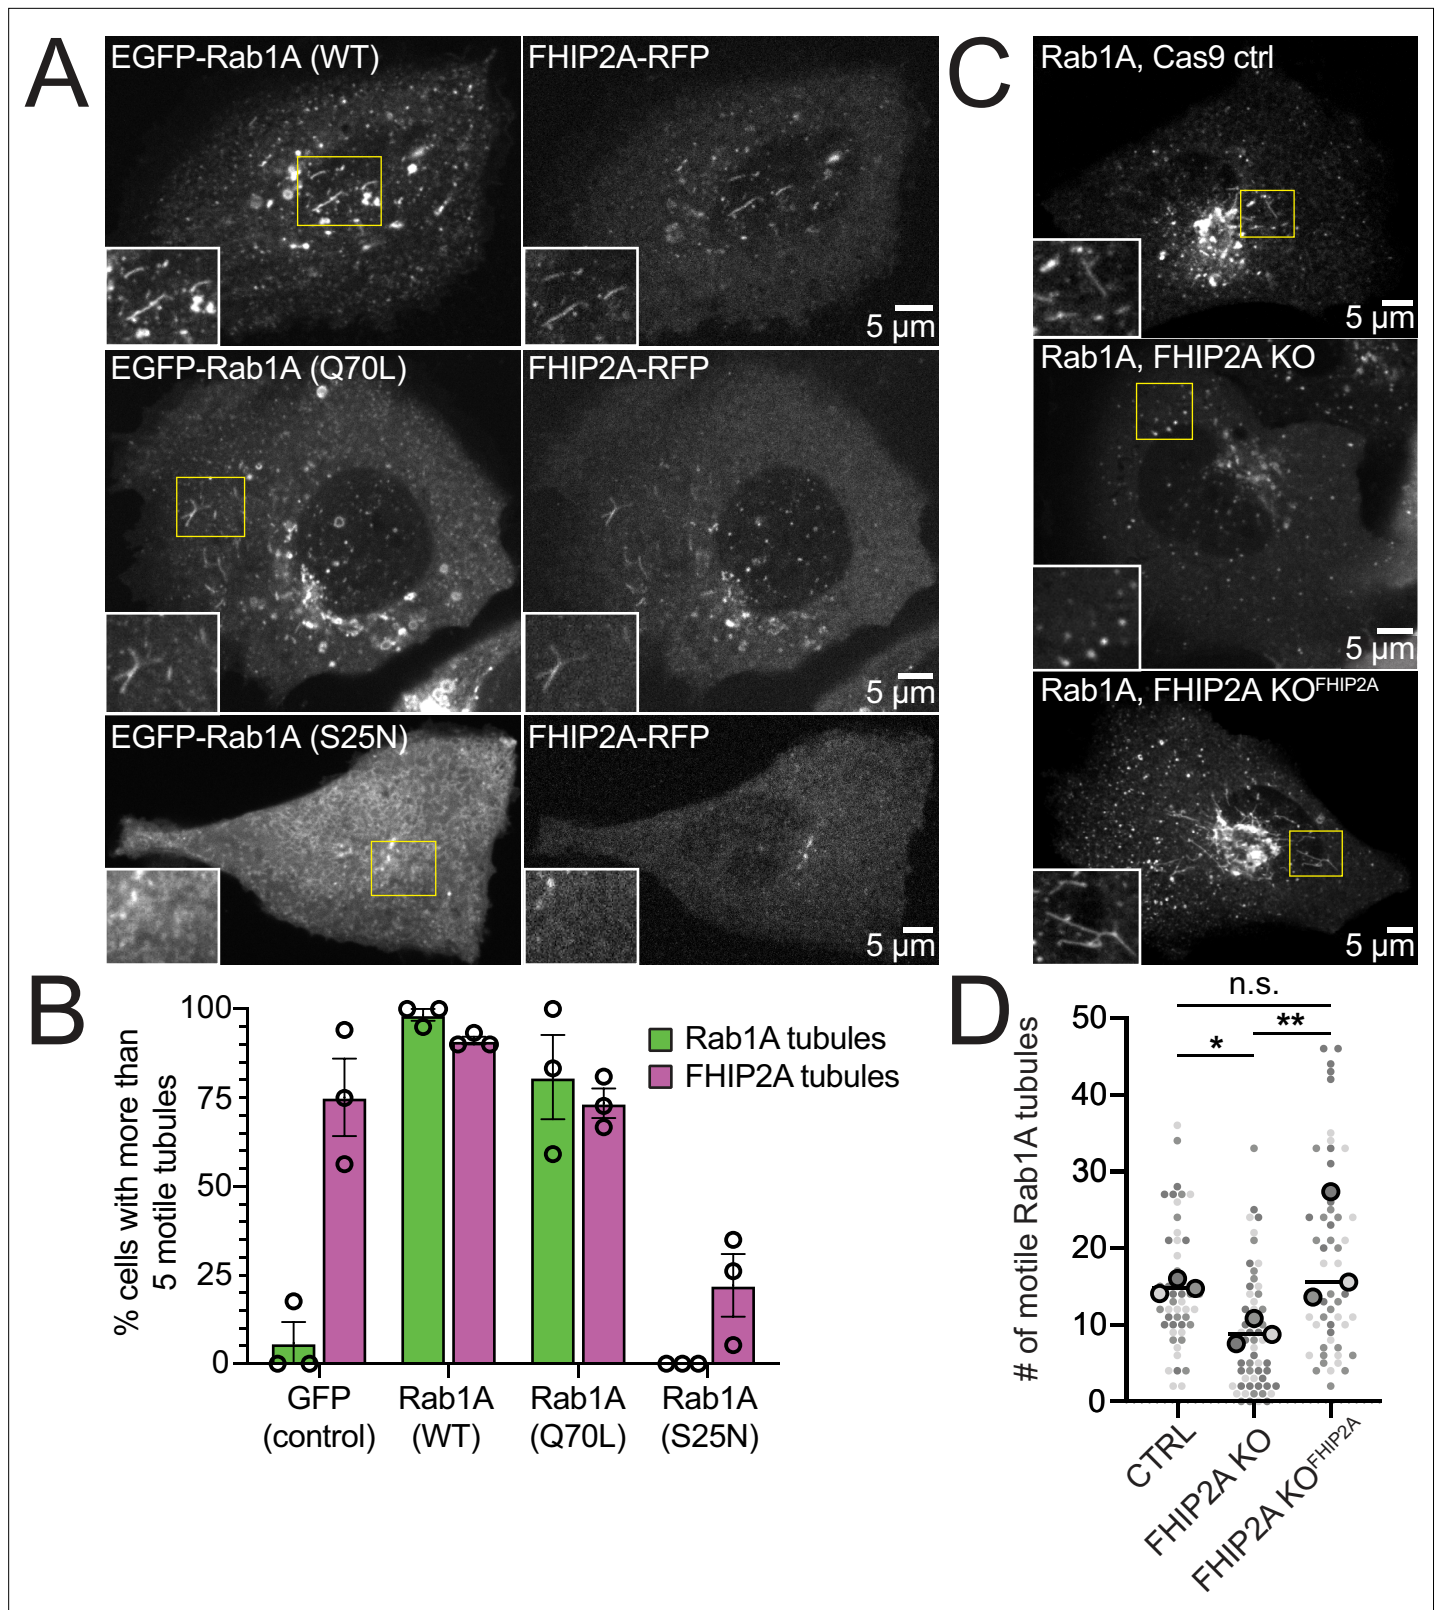 A
EGFP-Rab1A (WT)
FHIP2A-RFP
5 µm
EGFP-Rab1A (Q70L)
FHIP2A-RFP
5 µm
EGFP-Rab1A (S25N)
FHIP2A-RFP
5 µm
C
Rab1A, Cas9 ctrl
5 µm
Rab1A, FHIP2A KO
5 µm
Rab1A, FHIP2A KOFHIP2A
5 µm
B
% cells with more than
5 motile tubules
100
75
50
25
0
Rab1A tubules
FHIP2A tubules
GFP
(control)
Rab1A
(WT)
Rab1A
(Q70L)
Rab1A
(S25N)
D
# of motile Rab1A tubules
50
40
30
20
10
0
n.s.
*
**
CTRL
FHIP2A KO
FHIP2A KOFHIP2A